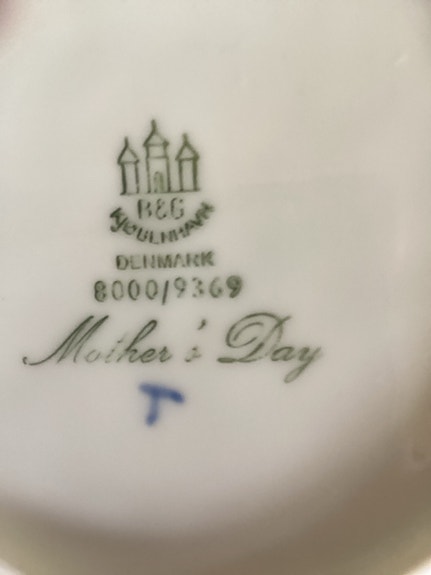 B&G
KJØBENHAVN
DENMARK
8000/9369
Mother's Day
T